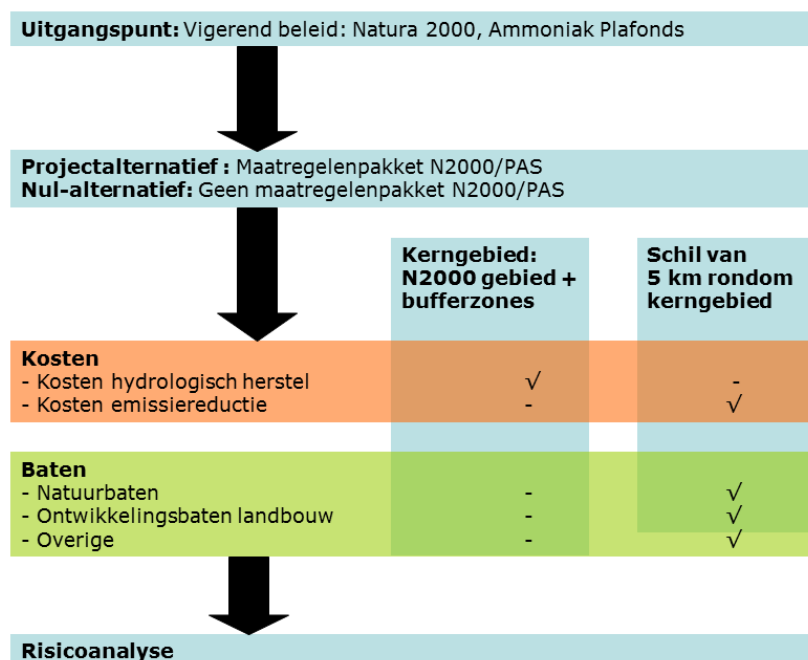 Uitgangspunt: Vigerend beleid: Natura 2000, Ammoniak Plafonds
Projectalternatief : Maatregelenpakket N2000/PAS
Nul-alternatief: Geen maatregelenpakket N2000/PAS
Kerngebied:
N2000 gebied +
bufferzones
Schil van
5 km rondom
kerngebied
Kosten
- Kosten hydrologisch herstel √ -
- Kosten emissiereductie - √
Baten
- Natuurbaten - √
- Ontwikkelingsbaten landbouw - √
- Overige - √
Risicoanalyse